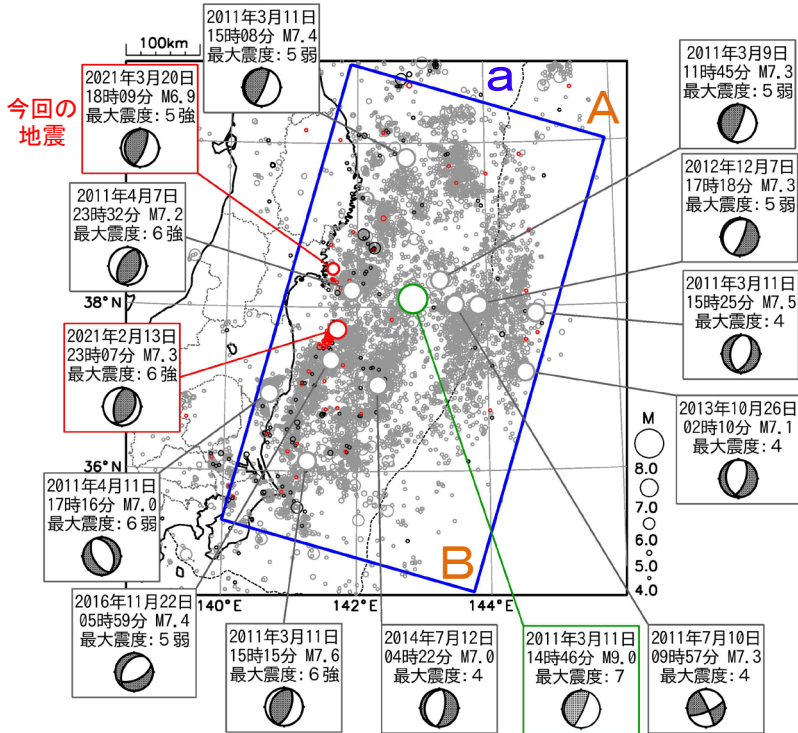 100km
2011年3月11日
15時08分 M7.4
最大震度:5弱
2021年3月20日
18時09分 M6.9
最大震度:5強
今回の
地震
2011年4月7日
23時32分 M7.2
最大震度:6強
2021年2月13日
23時07分 M7.3
最大震度:6強
2011年4月11日
17時16分 M7.0
最大震度:6弱
2016年11月22日
05時59分 M7.4
最大震度:5弱
2011年3月11日
15時15分 M7.6
最大震度:6強
2014年7月12日
04時22分 M7.0
最大震度:4
2011年3月11日
14時46分 M9.0
最大震度:7
2011年7月10日
09時57分 M7.3
最大震度:4
2011年3月9日
11時45分 M7.3
最大震度:5弱
2012年12月7日
17時18分 M7.3
最大震度:5弱
2011年3月11日
15時25分 M7.5
最大震度:4
2013年10月26日
02時10分 M7.1
最大震度:4
a
A
B
38°N
36°N
140°E
142°E
144°E
M
8.0
7.0
6.0
5.0
4.0